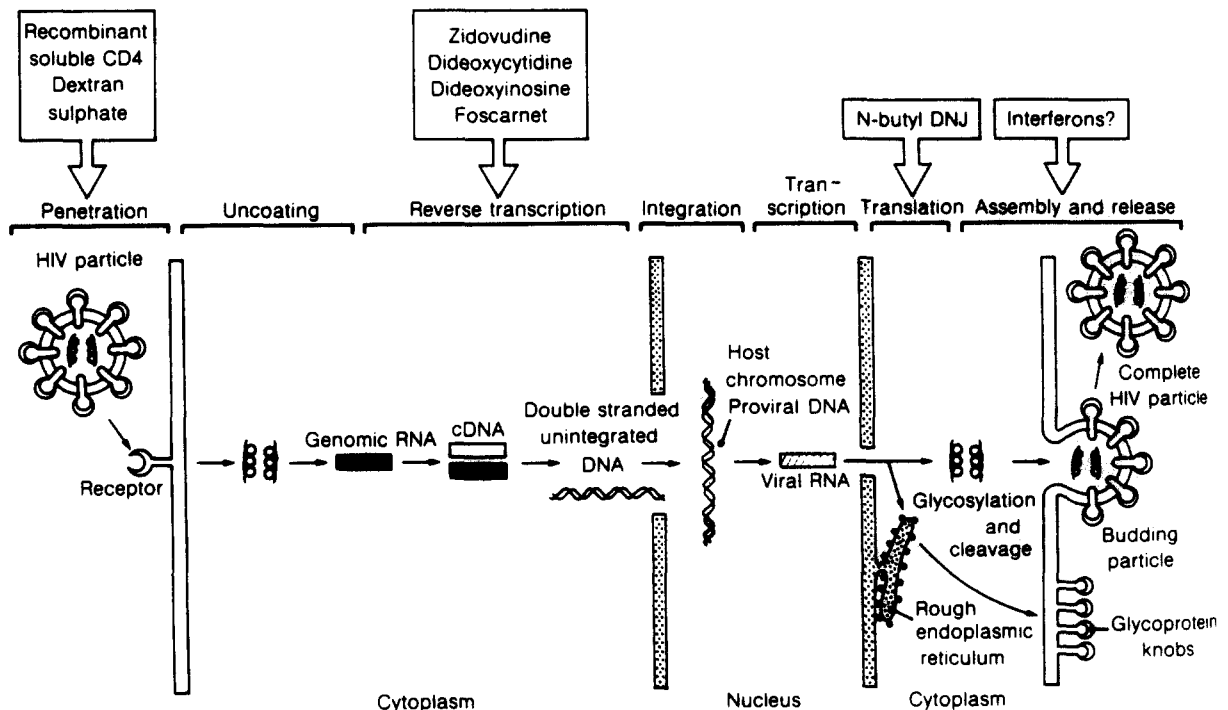 Recombinant
soluble CD4
Dextran
sulphate
Zidovudine
Dideoxycytidine
Dideoxyinosine
Foscarnet
N-butyl DNJ
Interferons?
Penetration
Uncoating
Reverse transcription
Integration
Tran-
scription
Translation
Assembly and release
HIV particle
Receptor
Genomic RNA
cDNA
Double stranded
unintegrated
DNA
Host
chromosome
Proviral DNA
Viral RNA
Glycosylation
and
cleavage
Rough
endoplasmic
reticulum
Complete
HIV particle
Budding
particle
Glycoprotein
knobs
Cytoplasm
Nucleus
Cytoplasm